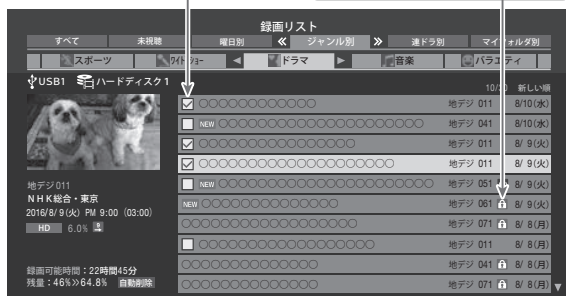 録画リスト
すべて 未視聴 曜日別 ≪ ジャンル別 ≫ 連ドラ別 マイフォルダ別
スポーツ ワイドショー ◀ ドラマ ▶ 音楽 バラエティ
USB1 ハードディスク1
新しい順
○○○○○○○○○○○○ 地デジ 011 8/10(水)
NEW ○○○○○○○○○○○○○○○○○○○○○ 地デジ 041 8/10(水)
○○○○○○○○○○○○○○○○ 地デジ 011 8/ 9(火)
○○○○○○○○○○○○○○○○○○○○ 地デジ 011 8/ 9(火)
NEW ○○○○○○○○○○○○○○○○○○○○○○ 地デジ 051 8/ 9(火)
NEW ○○○○○○○○○○○○○○ 地デジ 061 8/ 9(火)
○○○○○○○○○○○○○○○○○○○ 地デジ 071 8/ 8(月)
○○○○○○○○○○○○○○○○○○ 地デジ 011 8/ 8(月)
○○○○○○○○○○○○○○ 地デジ 041 8/ 8(月)
○○○○○○○○○○○○○○○○○○○ 地デジ 071 8/ 8(月)
地デジ 011
NHK総合・東京
2016/8/ 9(火) PM 9:00 (03:00)
HD 6.0%
録画可能時間：22時間45分
残量：46%≫64.8% 自動削除